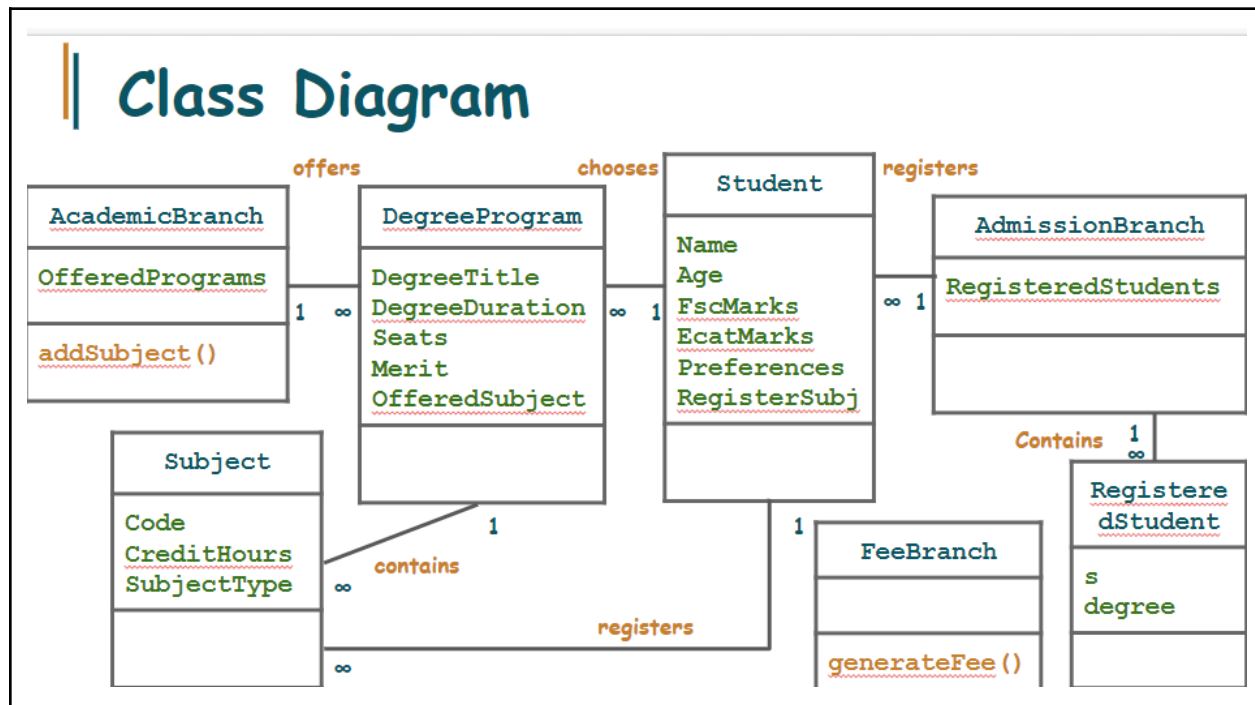 Class Diagram
offers
chooses
registers
AcademicBranch
OfferedPrograms
addSubject()
1
∞
DegreeProgram
DegreeTitle
DegreeDuration
Seats
Merit
OfferedSubject
∞
1
Student
Name
Age
FscMarks
EcatMarks
Preferences
RegisterSubj
∞
1
AdmissionBranch
RegisteredStudents
Contains
1
∞
Registere
dStudent
s
degree
Subject
Code
CreditHours
SubjectType
1
contains
∞
registers
∞
1
FeeBranch
generateFee()